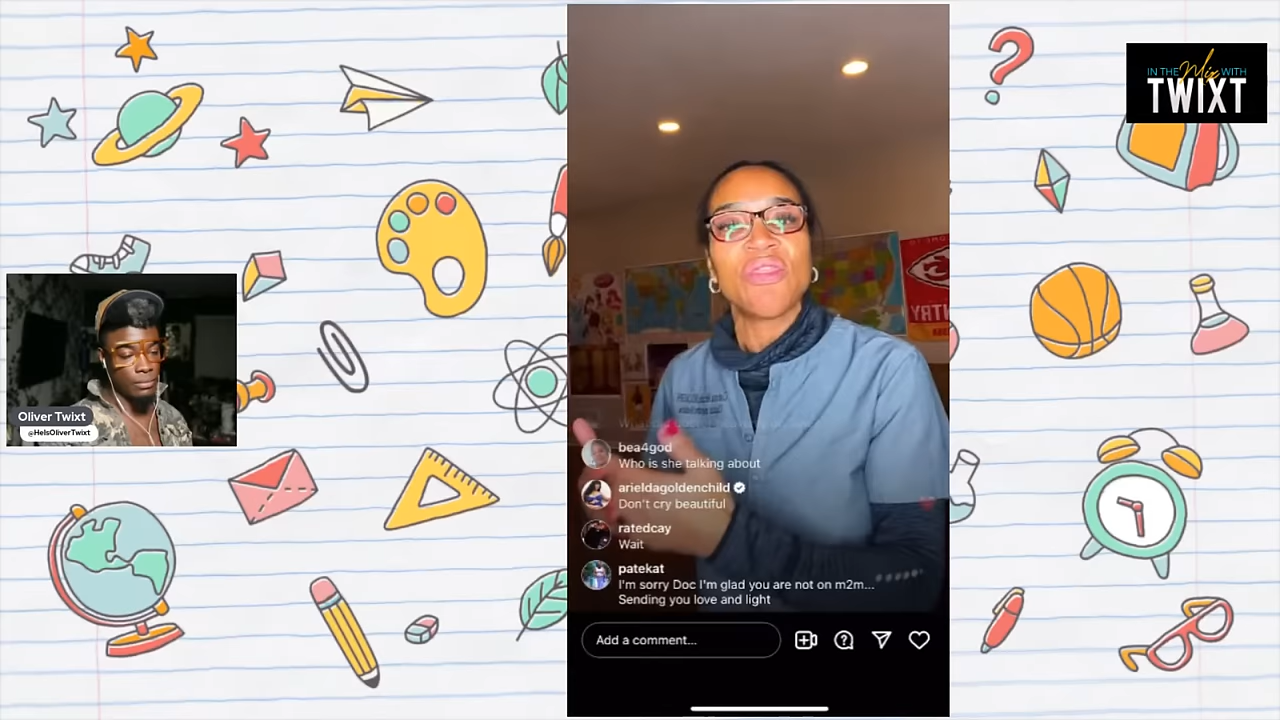 IN THE Mix WITH
TWIXT
Oliver Twixt
@HeIsOliverTwixt
bea4god
Who is she talking about
arieldagoldenchild
Don't cry beautiful
ratedcay
Wait
patekat
I'm sorry Doc I'm glad you are not on m2m...
Sending you love and light
Add a comment...